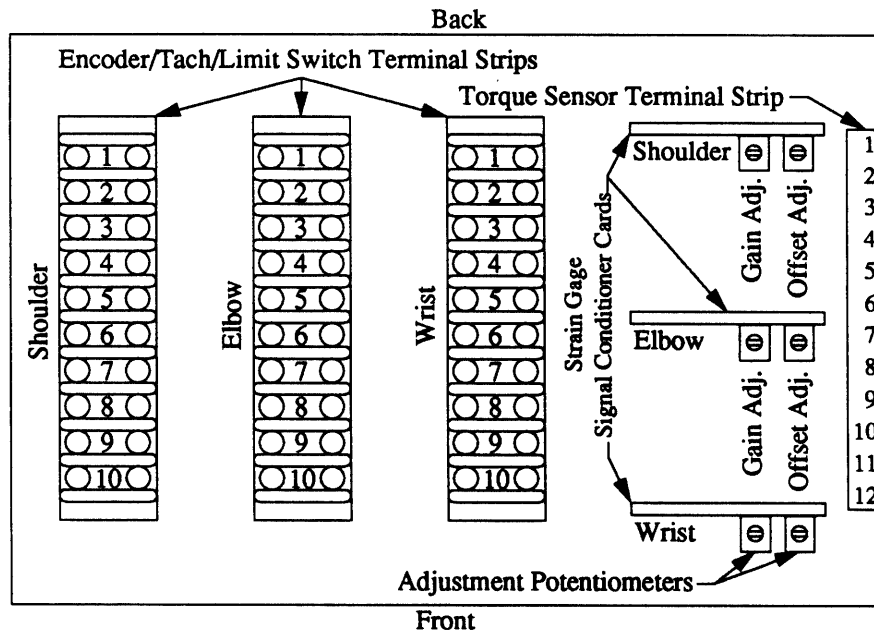 Back
Encoder/Tach/Limit Switch Terminal Strips
Torque Sensor Terminal Strip
Shoulder
1
2
3
4
5
6
7
8
9
10
Elbow
1
2
3
4
5
6
7
8
9
10
Wrist
1
2
3
4
5
6
7
8
9
10
Strain Gage
Signal Conditioner Cards
Shoulder
Gain Adj.
Offset Adj.
Elbow
Gain Adj.
Offset Adj.
Wrist
Adjustment Potentiometers
1
2
3
4
5
6
7
8
9
10
11
12
Front